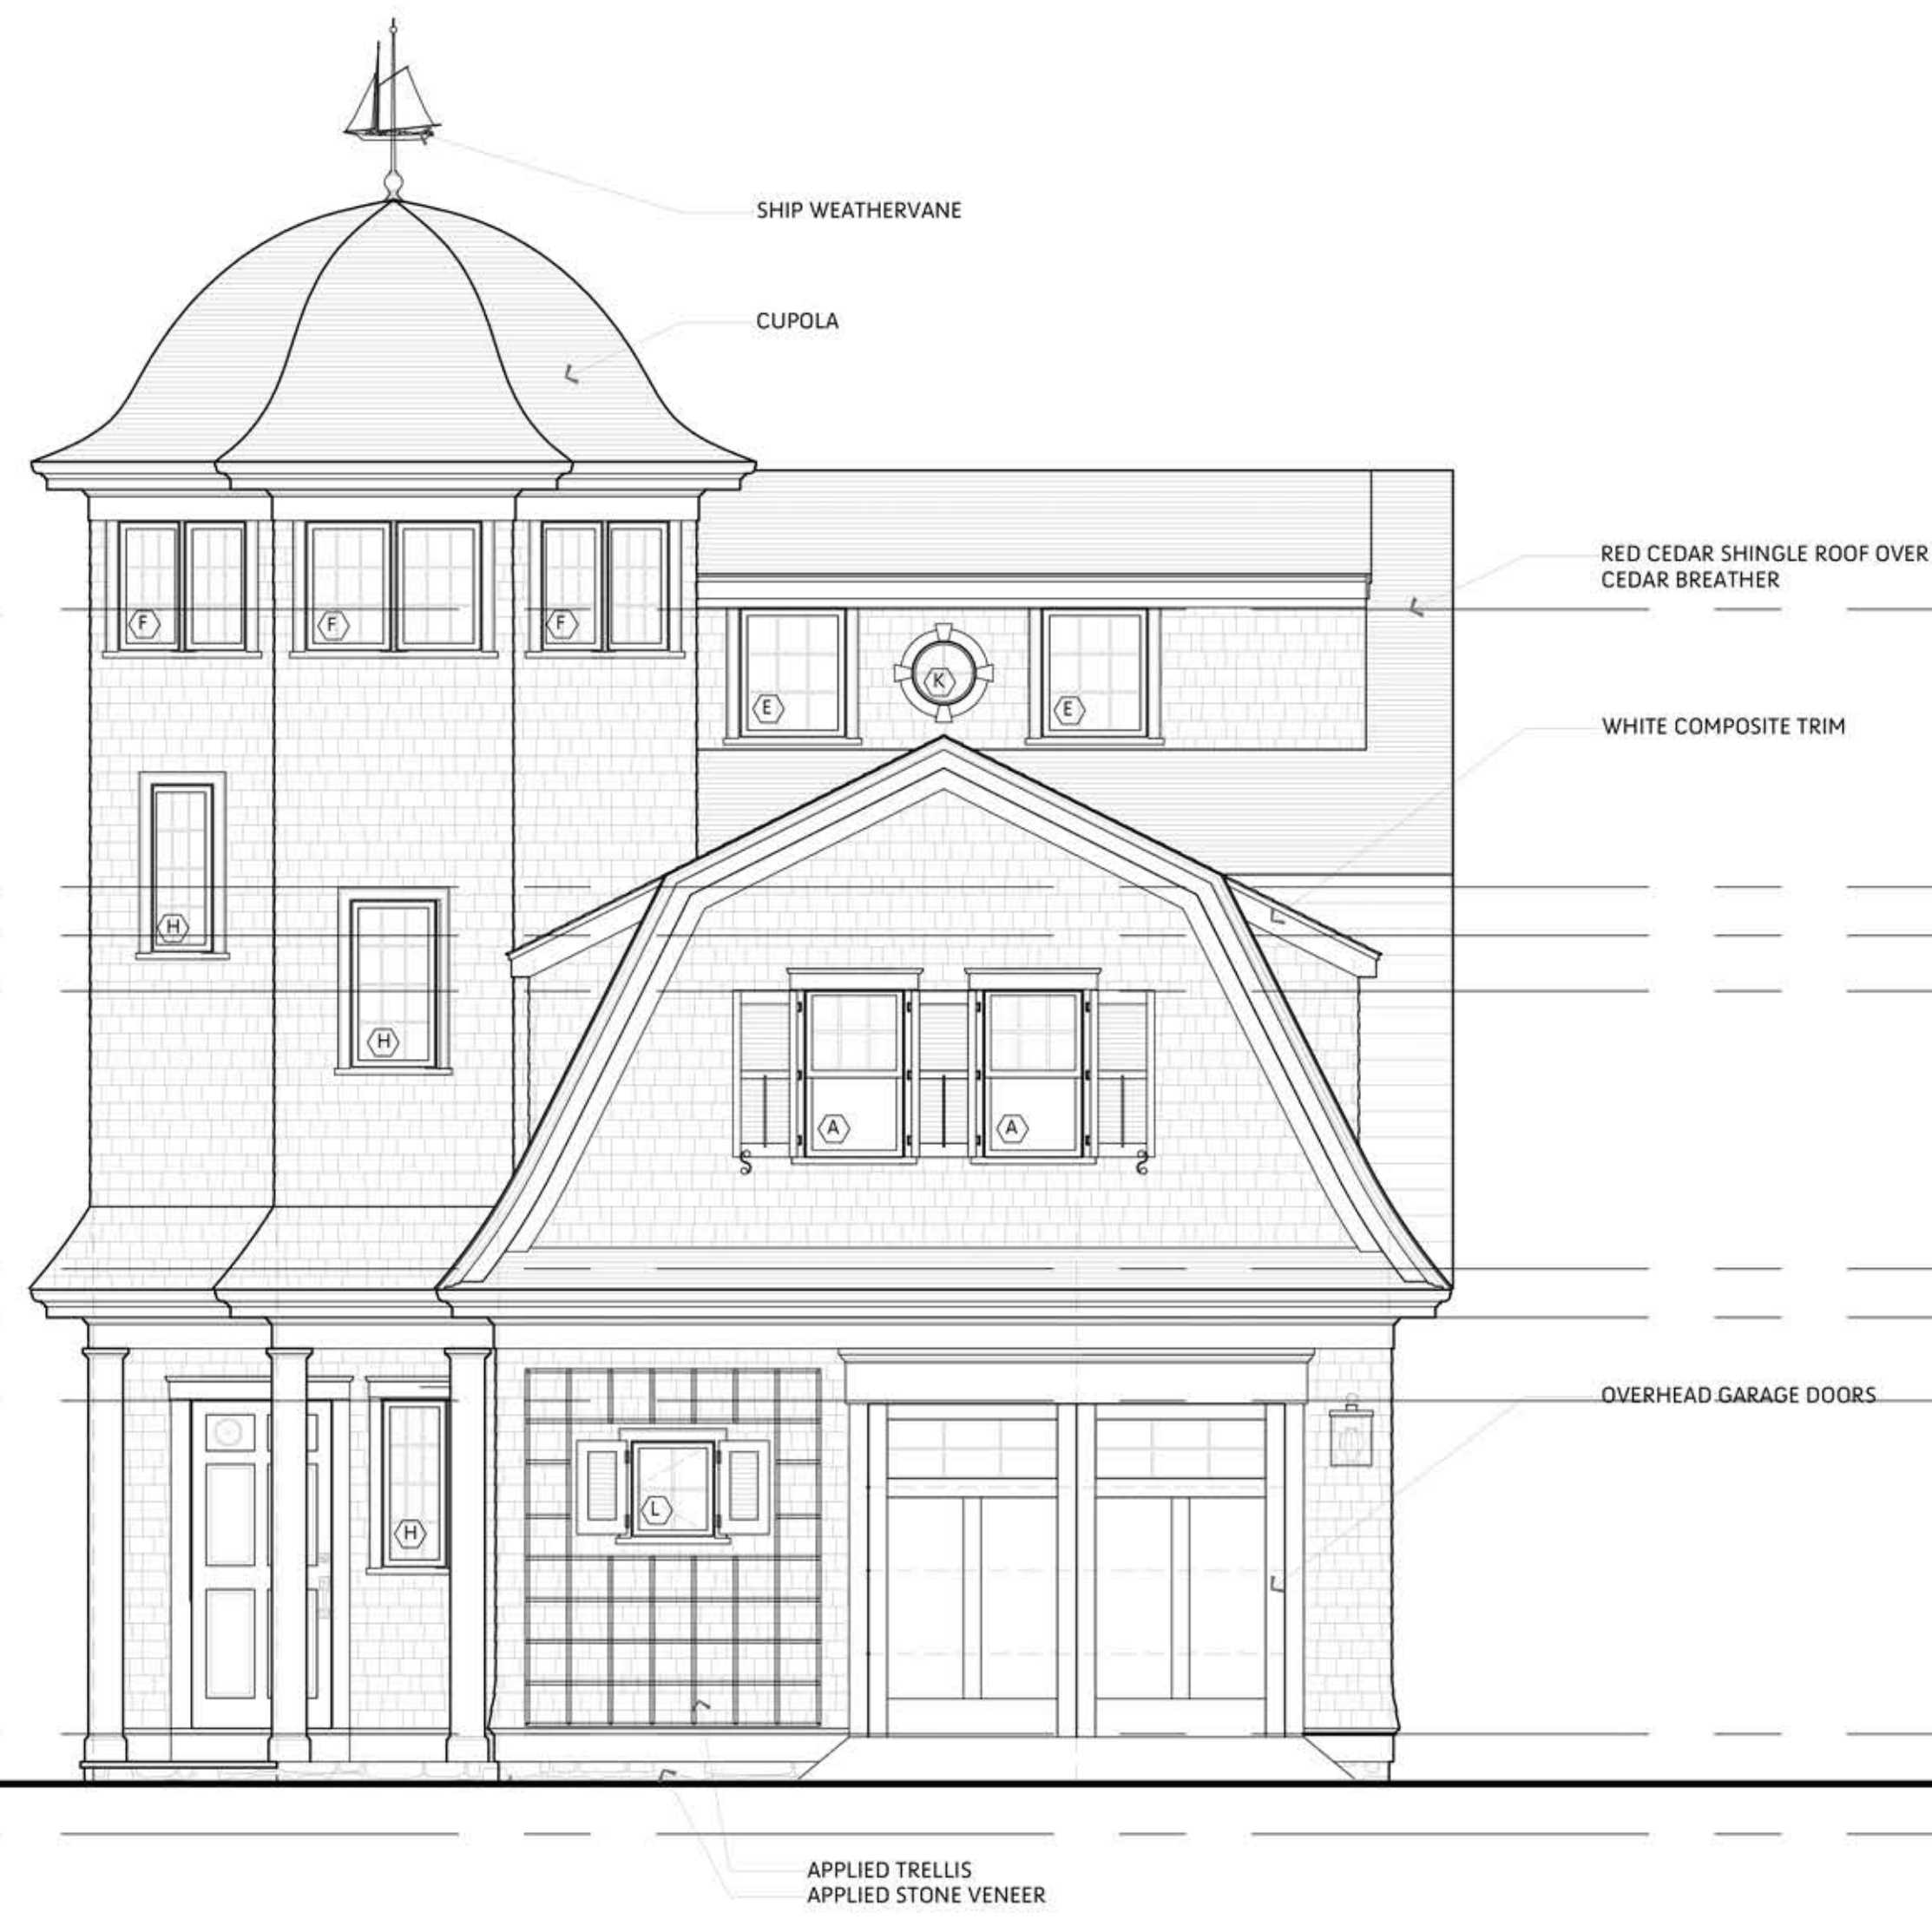 SHIP WEATHERVANE
CUPOLA
RED CEDAR SHINGLE ROOF OVER
CEDAR BREATHER
F
F
F
E
K
E
WHITE COMPOSITE TRIM
H
H
A
A
OVERHEAD GARAGE DOORS
L
H
APPLIED TRELLIS
APPLIED STONE VENEER